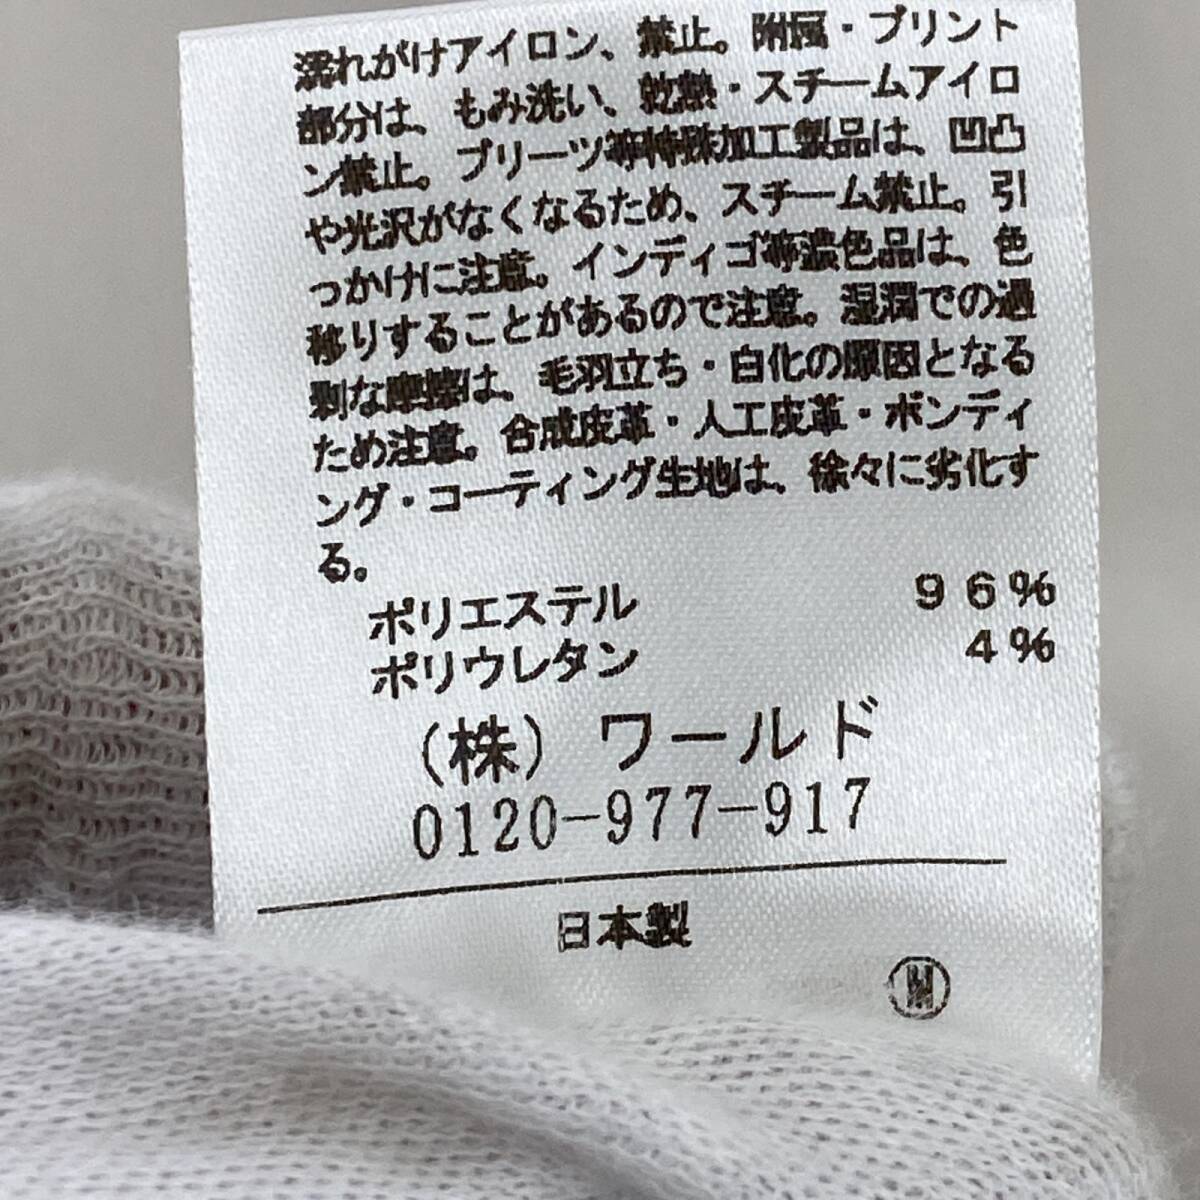 濡れがけアイロン、禁止。附属・プリント
部分は、もみ洗い、乾熱・スチームアイロ
ン禁止。プリーツ等特殊加工製品は、凹凸
や光沢がなくなるため、スチーム禁止。引
っかけに注意。インディゴ等濃色品は、色
移りすることがあるので注意。湿潤での過
剰な摩擦は、毛羽立ち・白化の原因となる
ため注意。合成皮革・人工皮革・ボンディ
ング・コーティング生地は、徐々に劣化す
る。
ポリエステル 96%
ポリウレタン 4%
(株)ワールド
0120-977-917
日本製